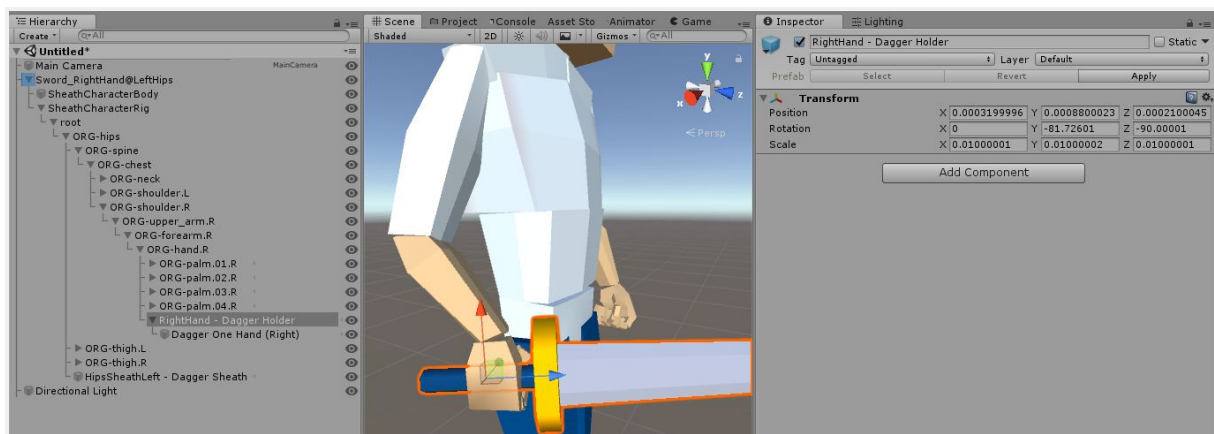 Hierarchy
Create
All
Untitled*
Main Camera
MainCamera
Sword_RightHand@LeftHips
SheathCharacterBody
SheathCharacterRig
root
ORG-hips
ORG-spine
ORG-chest
ORG-neck
ORG-shoulder.L
ORG-shoulder.R
ORG-upper_arm.R
ORG-forearm.R
ORG-hand.R
ORG-palm.01.R
ORG-palm.02.R
ORG-palm.03.R
ORG-palm.04.R
RightHand - Dagger Holder
Dagger One Hand (Right)
ORG-thigh.L
ORG-thigh.R
HipsSheathLeft - Dagger Sheath
Directional Light
Scene Project Console Asset Sto Animator Game
Shaded 2D Gizmos All
y
x z
Persp
Inspector Lighting
RightHand - Dagger Holder Static
Tag Untagged Layer Default
Prefab Select Revert Apply
Transform
Position X 0.0003199996 Y 0.0008800023 Z 0.0002100045
Rotation X 0 Y -81.72601 Z -90.00001
Scale X 0.01000001 Y 0.01000002 Z 0.01000001
Add Component